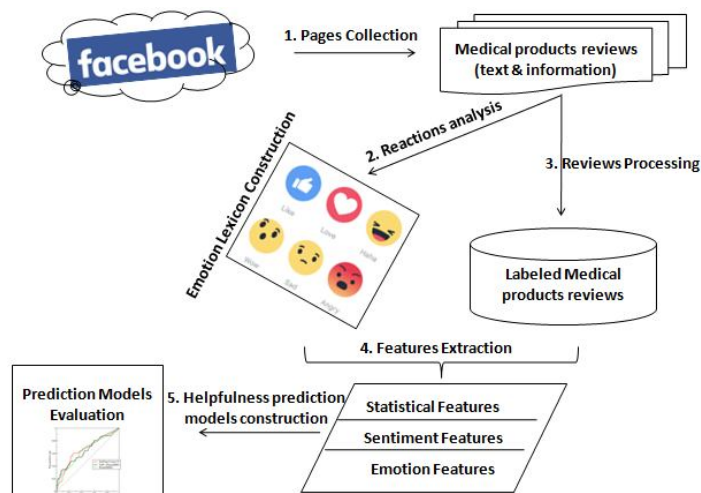 facebook
1. Pages Collection
Medical products reviews
(text & information)
2. Reactions analysis
3. Reviews Processing
Emotion Lexicon Construction
Like
Love
Haha
Wow
Sad
Angry
Labeled Medical
products reviews
4. Features Extraction
Prediction Models
Evaluation
5. Helpfulness prediction
models construction
Statistical Features
Sentiment Features
Emotion Features